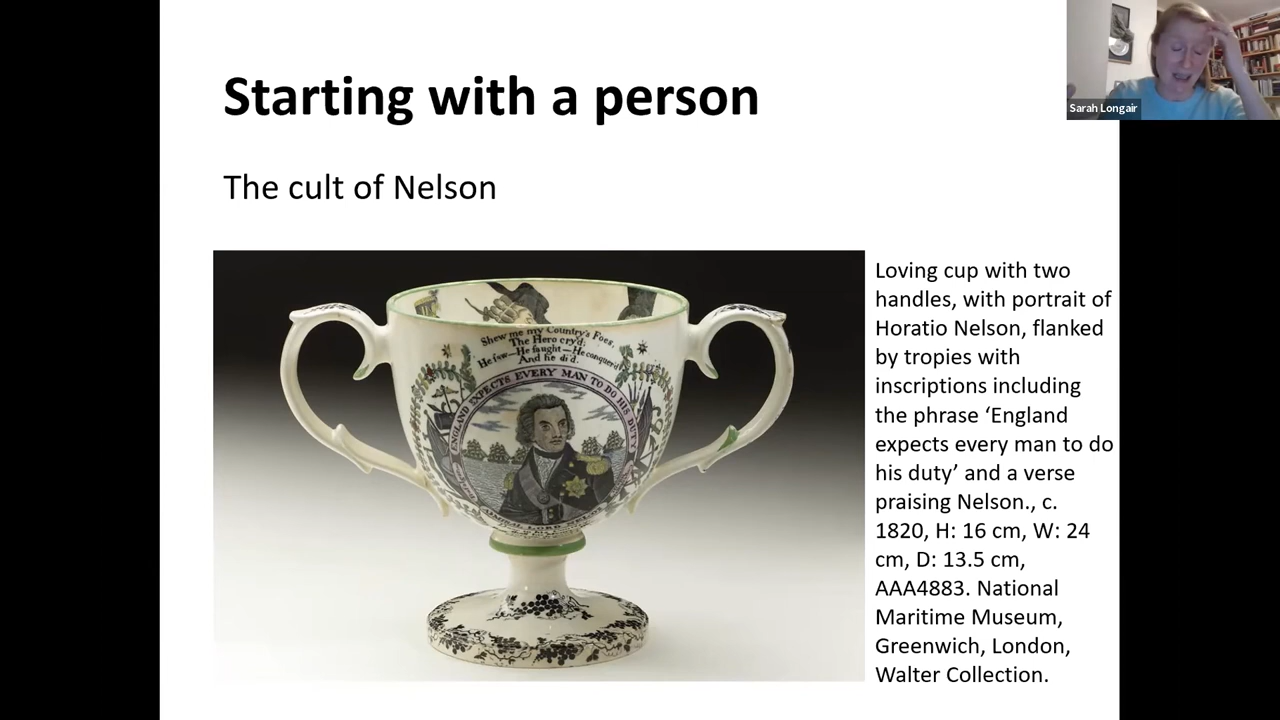 Starting with a person
Sarah Longair
The cult of Nelson
Shew me my Country's Foes,
The Hero cry'd:
He saw—He fought—He conquer'd
And he di'd.
ENGLAND EXPECTS EVERY MAN TO DO HIS DUTY
ADMIRAL LORD
Loving cup with two
handles, with portrait of
Horatio Nelson, flanked
by tropies with
inscriptions including
the phrase ‘England
expects every man to do
his duty’ and a verse
praising Nelson., c.
1820, H: 16 cm, W: 24
cm, D: 13.5 cm,
AAA4883. National
Maritime Museum,
Greenwich, London,
Walter Collection.